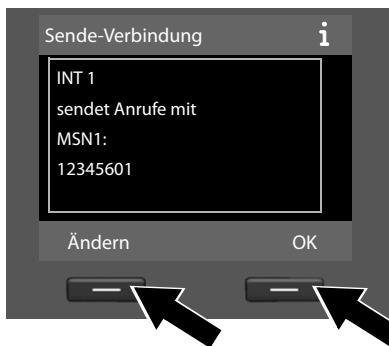 Sende-Verbindung i
INT 1
sendet Anrufe mit
MSN1:
12345601
Ändern OK